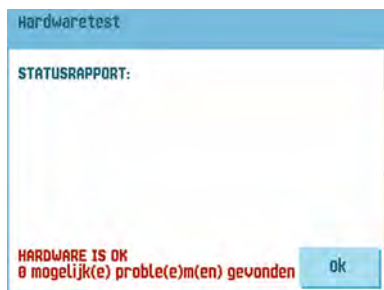 Hardwaretest
STATUSRAPPORT:
HARDWARE IS OK
0 mogelijk(e) proble(e)m(en) gevonden
ok